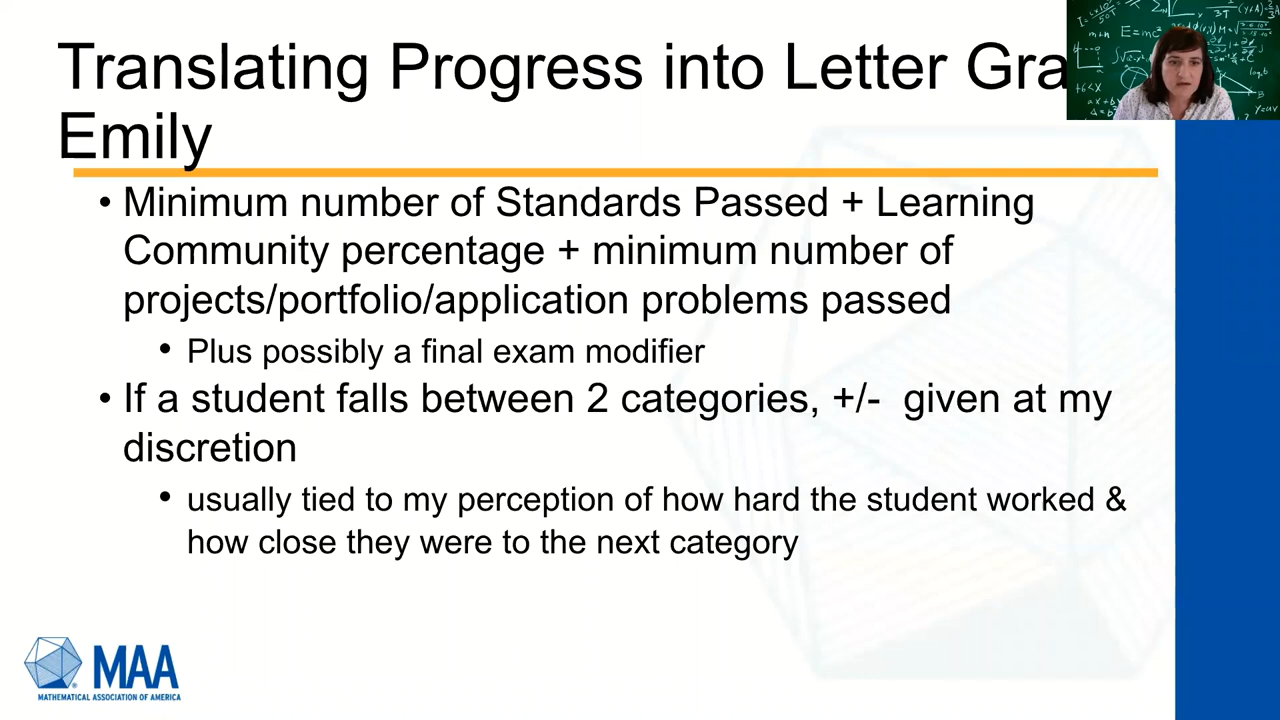 Translating Progress into Letter Gra
Emily
• Minimum number of Standards Passed + Learning
Community percentage + minimum number of
projects/portfolio/application problems passed
• Plus possibly a final exam modifier
• If a student falls between 2 categories, +/- given at my
discretion
• usually tied to my perception of how hard the student worked &
how close they were to the next category
MAA
MATHEMATICAL ASSOCIATION OF AMERICA
E=mc²